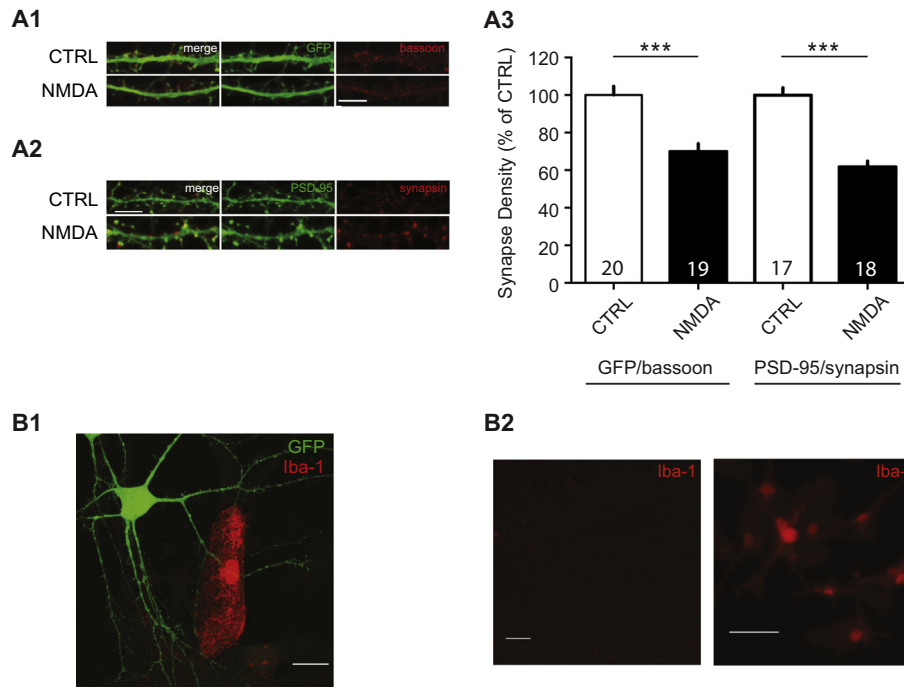 A1
CTRL
merge
GFP
bassoon
NMDA
A2
CTRL
merge
PSD-95
synapsin
NMDA
A3
***
***
Synapse Density (% of CTRL)
120
100
80
60
40
20
0
20
19
17
18
CTRL
NMDA
CTRL
NMDA
GFP/bassoon
PSD-95/synapsin
B1
GFP
Iba-1
B2
Iba-1
Iba-